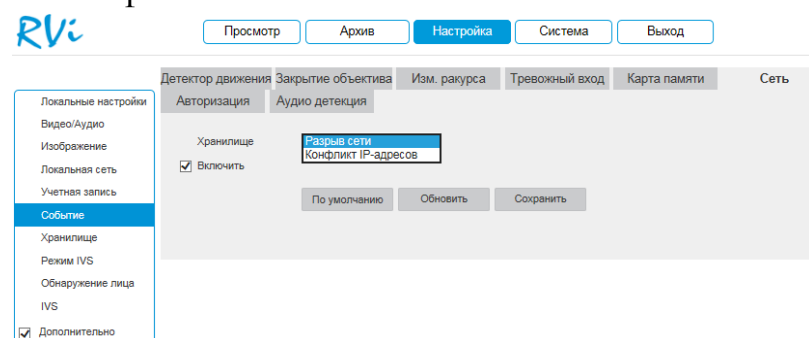 RVi
Просмотр Архив Настройка Система Выход
Детектор движения Закрытие объектива Изм. ракурса Тревожный вход Карта памяти Сеть
Авторизация Аудио детекция
Локальные настройки
Видео/Аудио
Изображение
Локальная сеть
Учетная запись
Событие
Хранилище
Режим IVS
Обнаружение лица
IVS
Дополнительно
Хранилище Разрыв сети
Конфликт IP-адресов
Включить
По умолчанию Обновить Сохранить